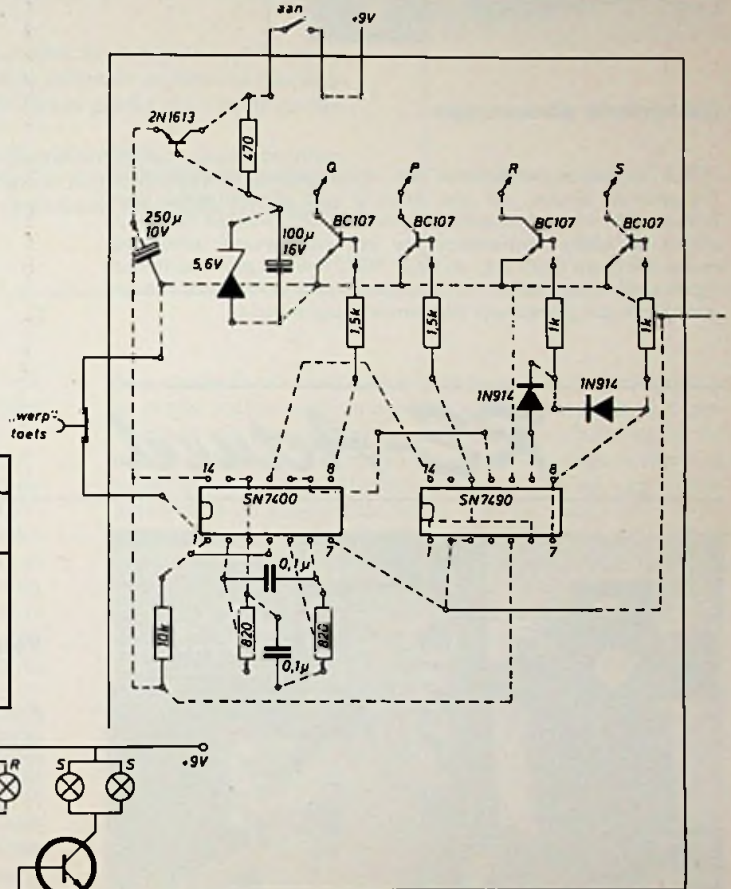 aan
+9V
2N1613
470
Q
P
R
S
250µ
10V
BC107
BC107
BC107
BC107
5,6V
100µ
16V
1,5k
1,5k
1k
1k
1N914
1N914
„werp"
toets
14
8
14
8
SN7400
SN7490
1
7
1
7
0,1µ
10k
820
820
0,1µ
R
S
S
+9V